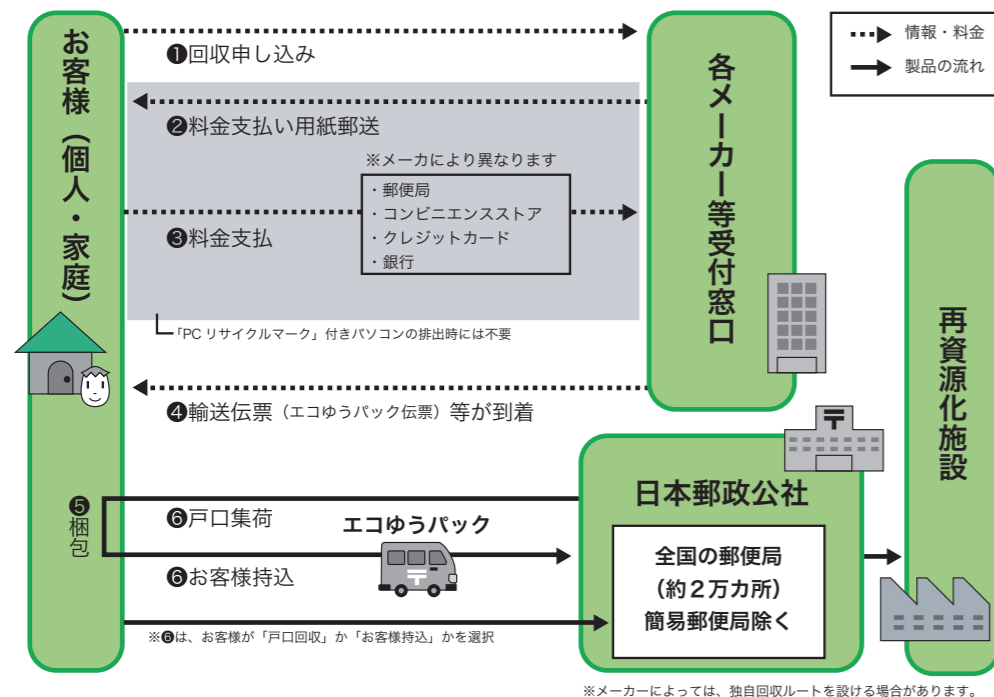 お客様（個人・家庭）
❶回収申し込み
❷料金支払い用紙郵送
※メーカにより異なります
・郵便局
・コンビニエンスストア
・クレジットカード
・銀行
❸料金支払
「PCリサイクルマーク」付きパソコンの排出時には不要
❹輸送伝票（エコゆうパック伝票）等が到着
各メーカー等受付窓口
情報・料金
製品の流れ
再資源化施設
❺梱包
❻戸口集荷
エコゆうパック
❻お客様持込
※❻は、お客様が「戸口回収」か「お客様持込」かを選択
日本郵政公社
全国の郵便局
（約２万カ所）
簡易郵便局除く
※メーカーによっては、独自回収ルートを設ける場合があります。